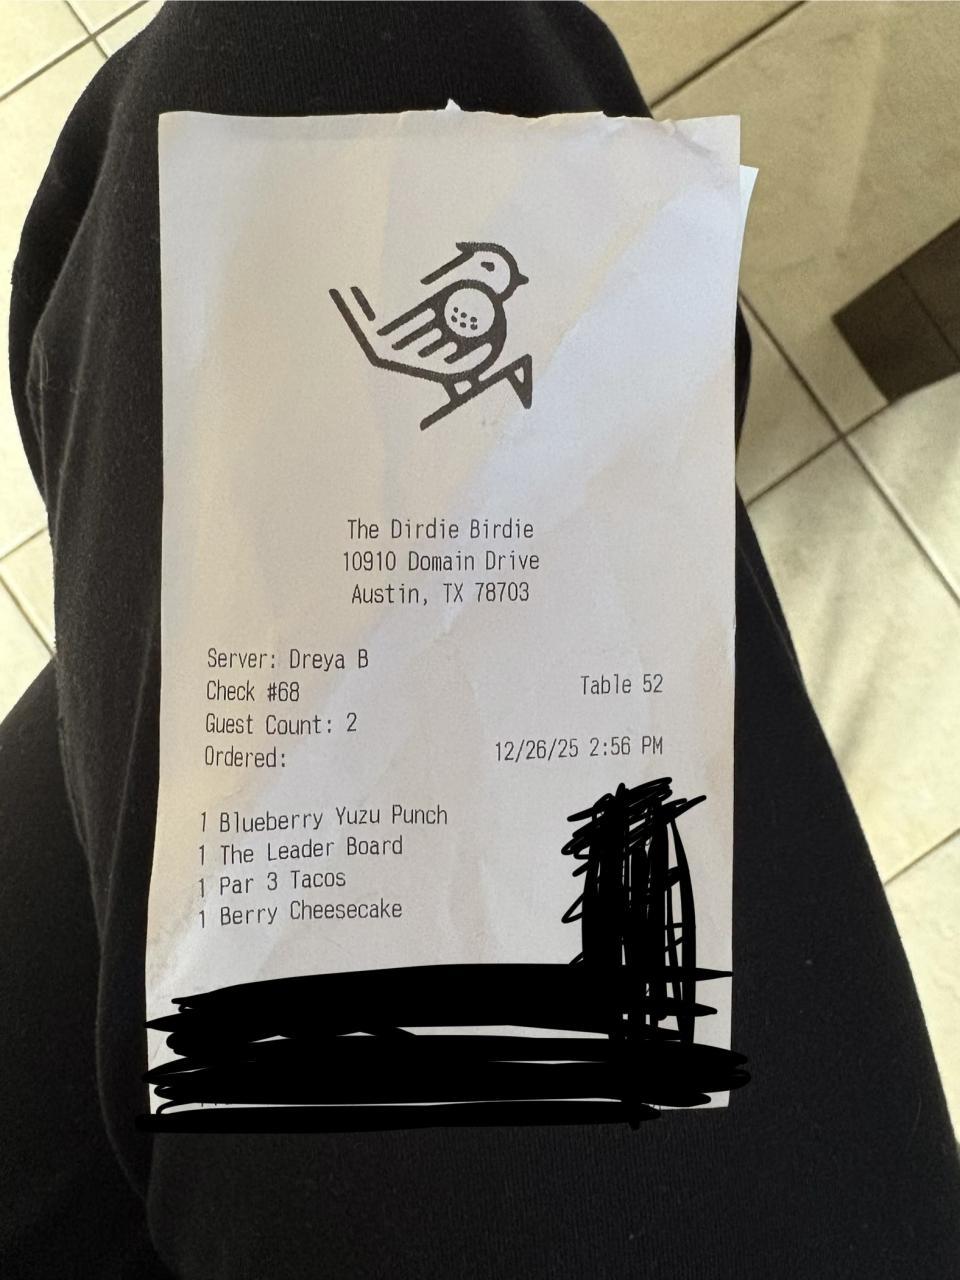 The Dirdie Birdie
10910 Domain Drive
Austin, TX 78703
Server: Dreya B
Check #68 Table 52
Guest Count: 2
Ordered: 12/26/25 2:56 PM
1 Blueberry Yuzu Punch
1 The Leader Board
1 Par 3 Tacos
1 Berry Cheesecake